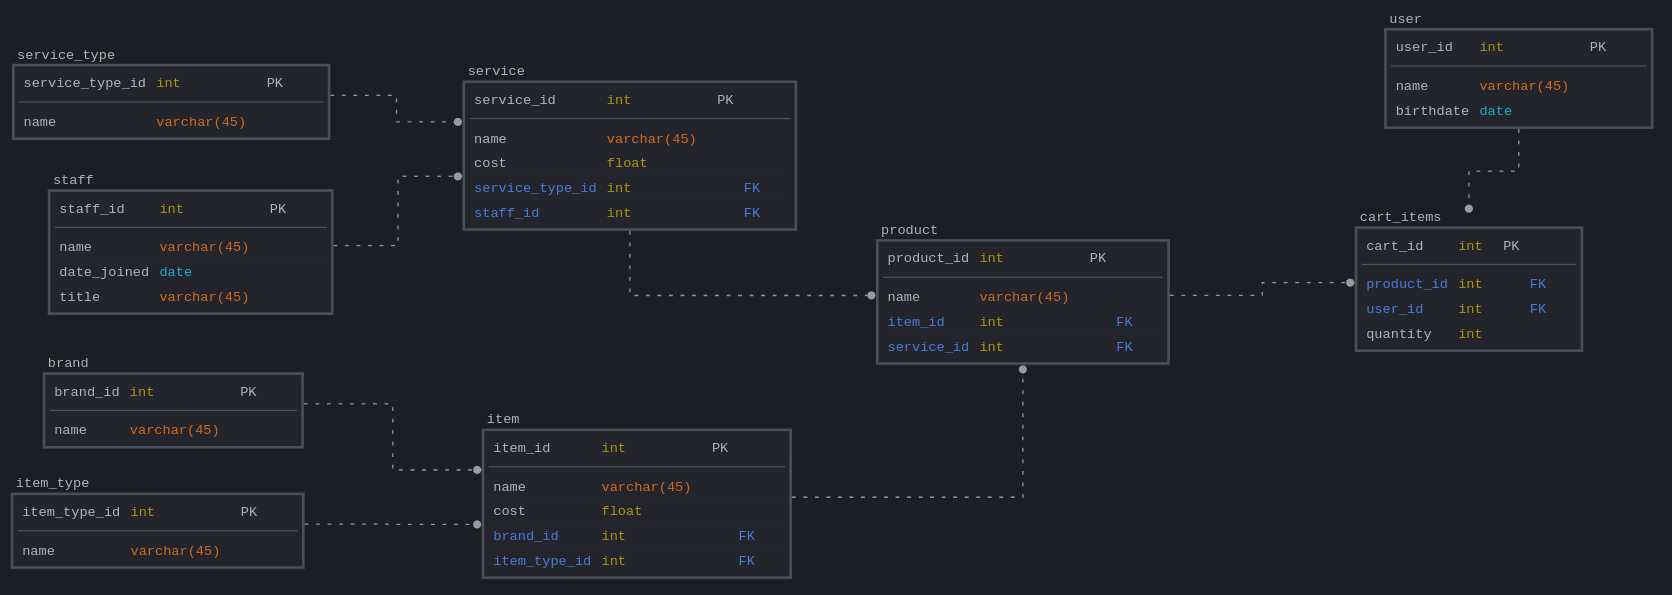 service_type
service_type_id int PK
name varchar(45)
staff
staff_id int PK
name varchar(45)
date_joined date
title varchar(45)
brand
brand_id int PK
name varchar(45)
item_type
item_type_id int PK
name varchar(45)
service
service_id int PK
name varchar(45)
cost float
service_type_id int FK
staff_id int FK
item
item_id int PK
name varchar(45)
cost float
brand_id int FK
item_type_id int FK
product
product_id int PK
name varchar(45)
item_id int FK
service_id int FK
user
user_id int PK
name varchar(45)
birthdate date
cart_items
cart_id int PK
product_id int FK
user_id int FK
quantity int